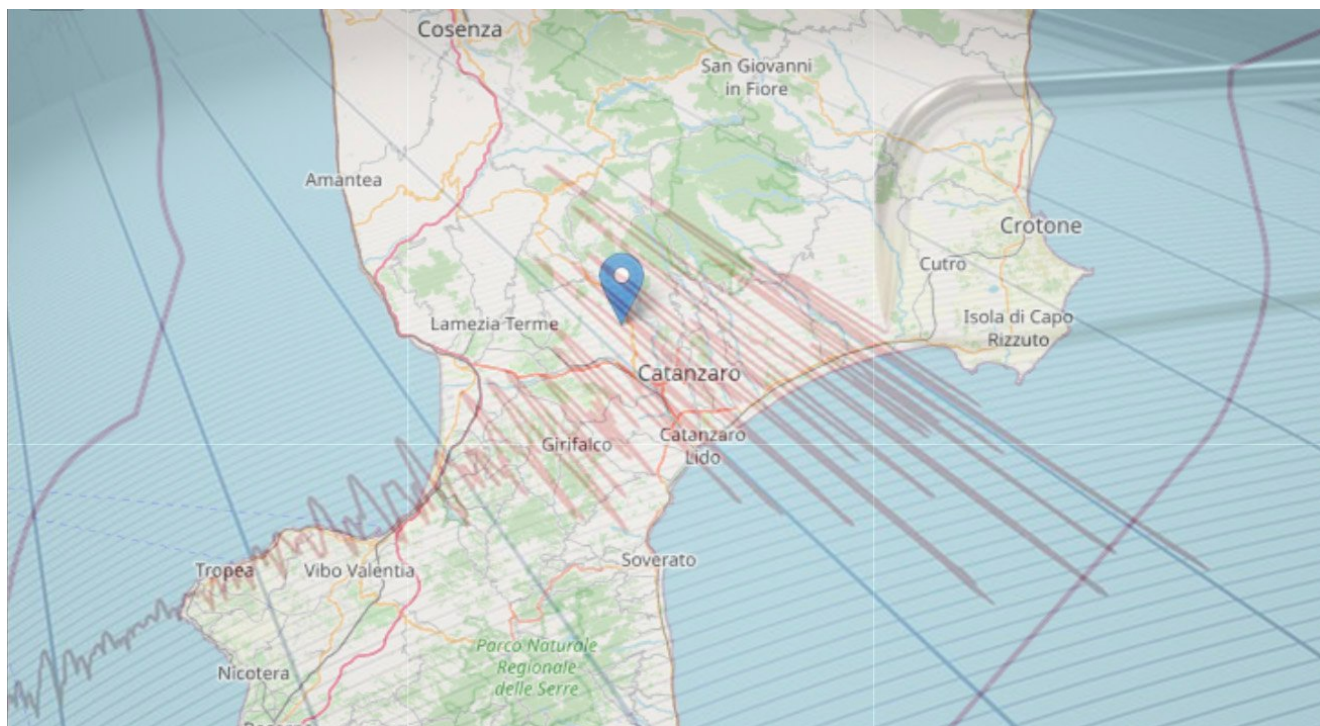 Cosenza
San Giovanni
in Fiore
Amantea
Crotone
Cutro
Lamezia Terme
Isola di Capo
Rizzuto
Catanzaro
Girifalco
Catanzaro
Lido
Tropea
Vibo Valentia
Soverato
Parco Naturale
Regionale
delle Serre
Nicotera